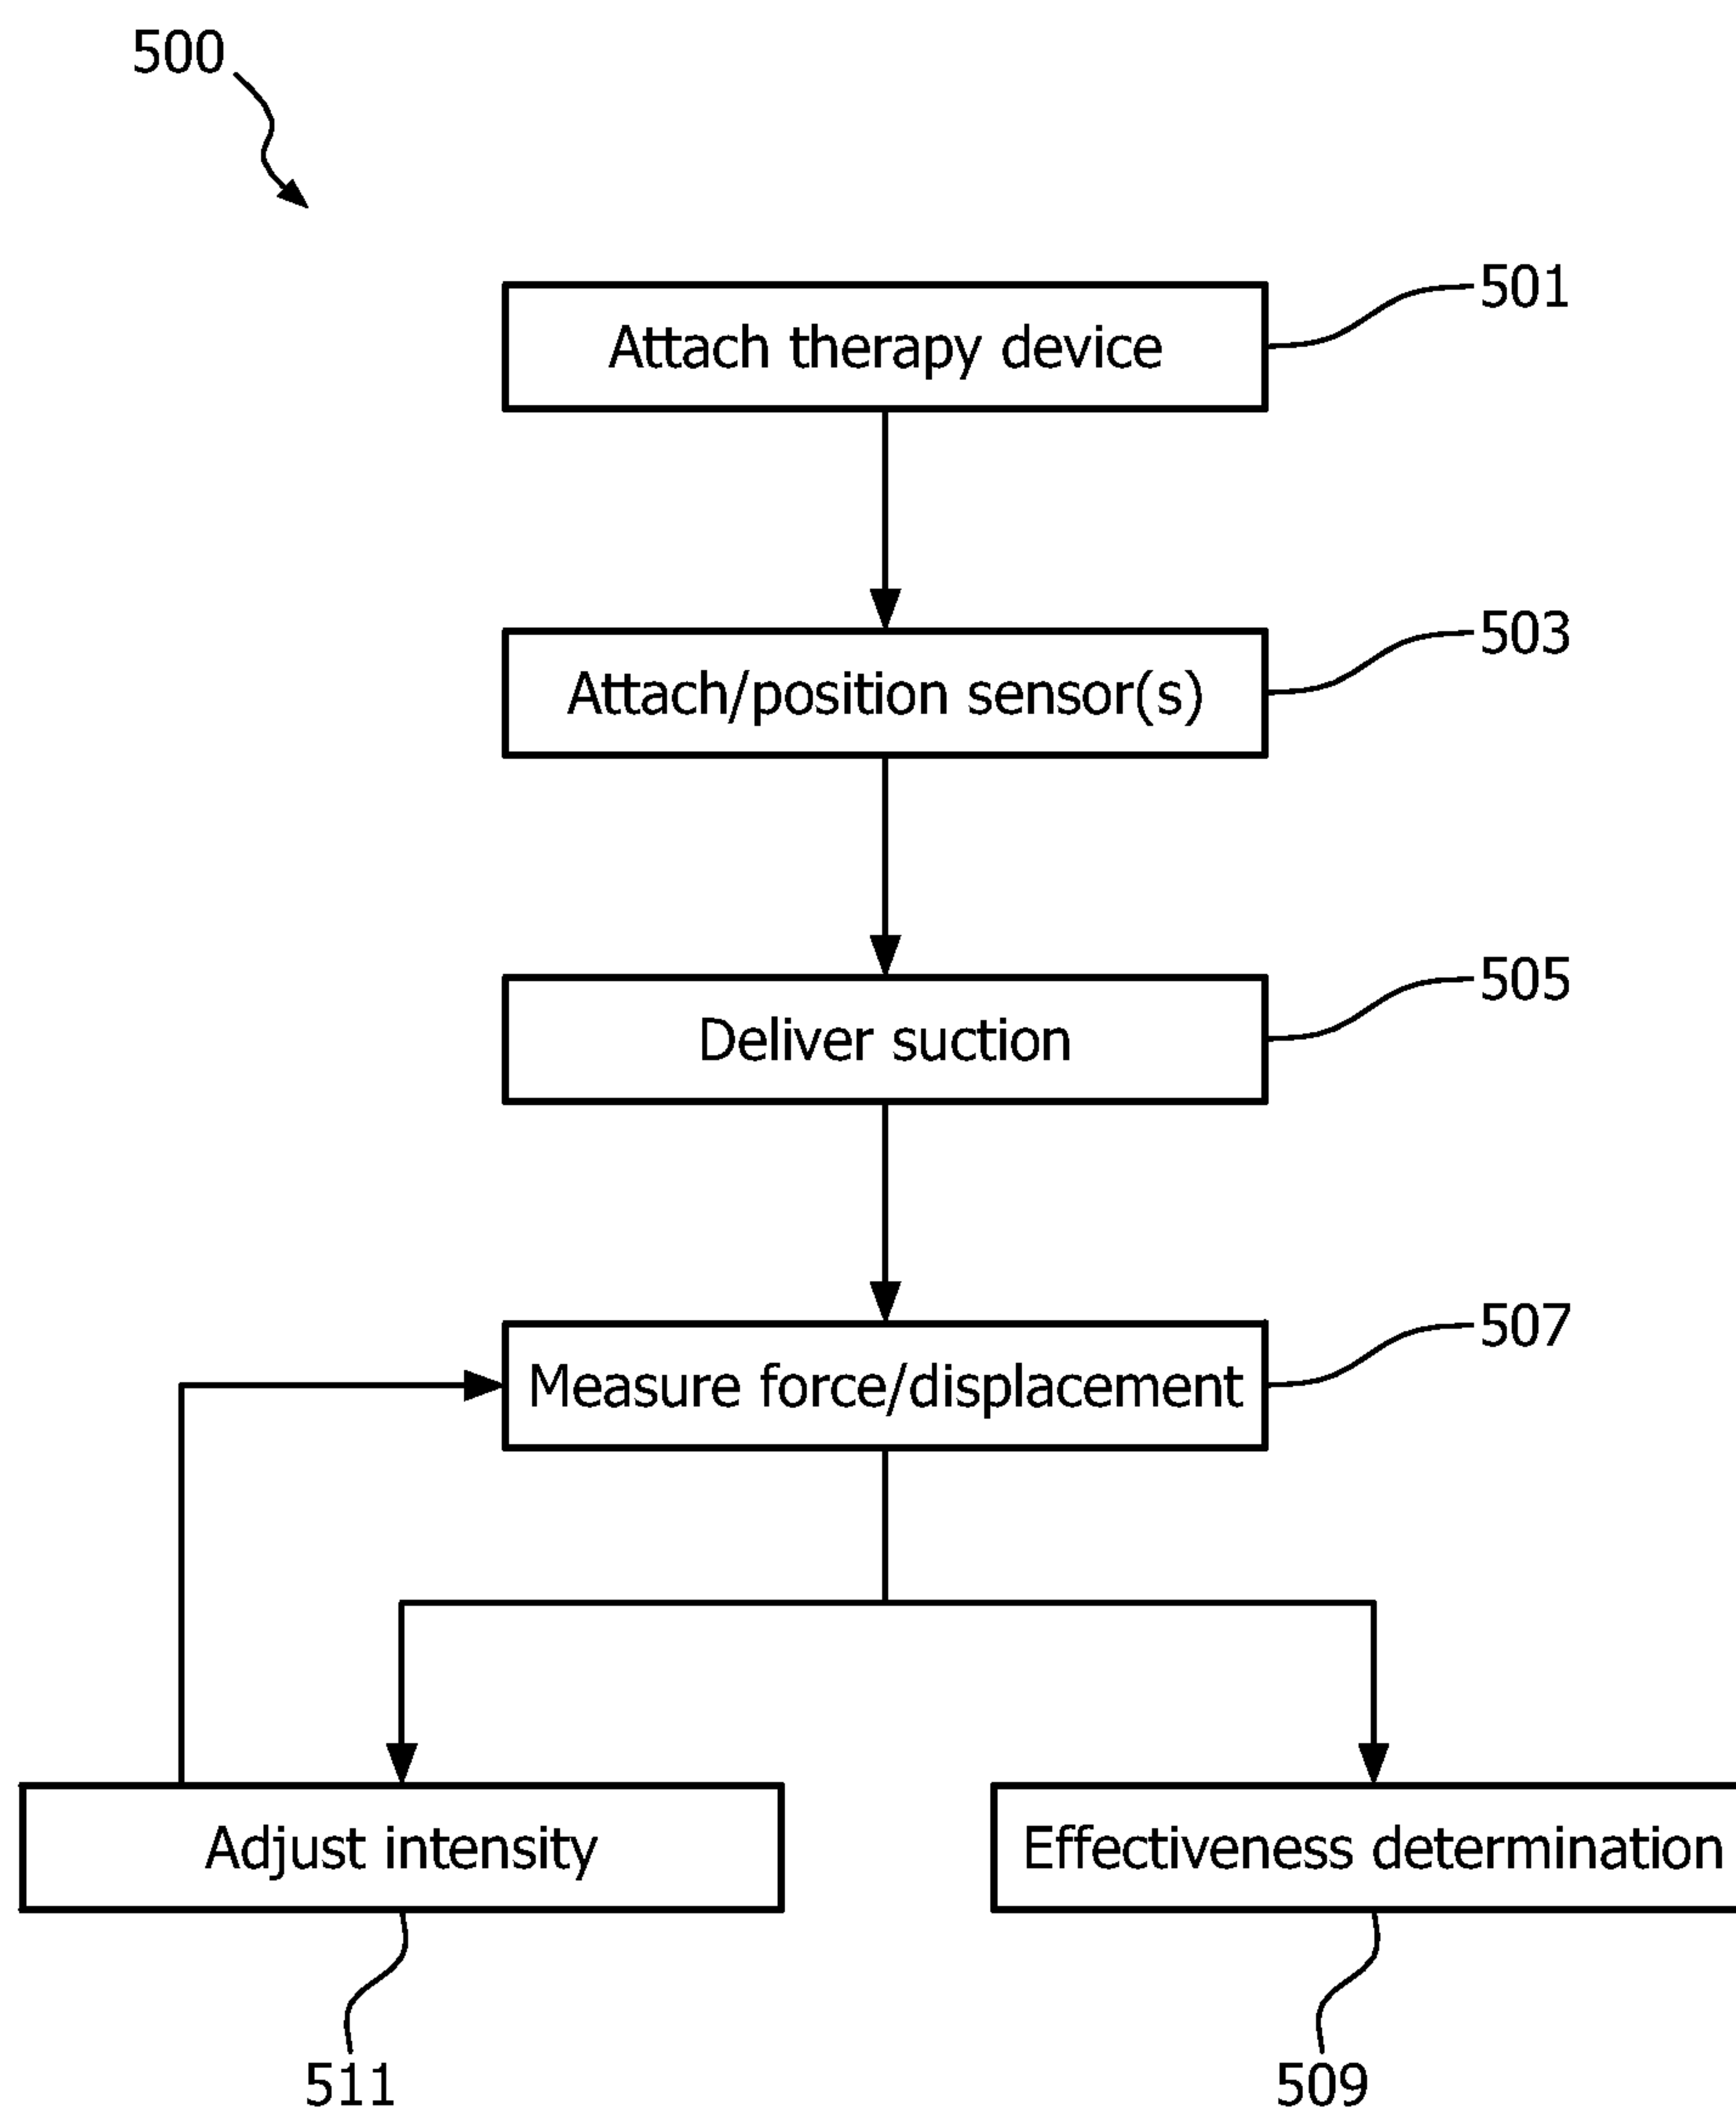 500
Attach therapy device
501
Attach/position sensor(s)
503
Deliver suction
505
Measure force/displacement
507
Adjust intensity
Effectiveness determination
511
509